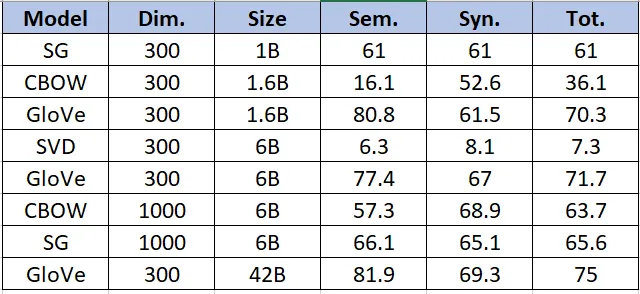 Model Dim. Size Sem. Syn. Tot.
SG 300 1B 61 61 61
CBOW 300 1.6B 16.1 52.6 36.1
GloVe 300 1.6B 80.8 61.5 70.3
SVD 300 6B 6.3 8.1 7.3
GloVe 300 6B 77.4 67 71.7
CBOW 1000 6B 57.3 68.9 63.7
SG 1000 6B 66.1 65.1 65.6
GloVe 300 42B 81.9 69.3 75